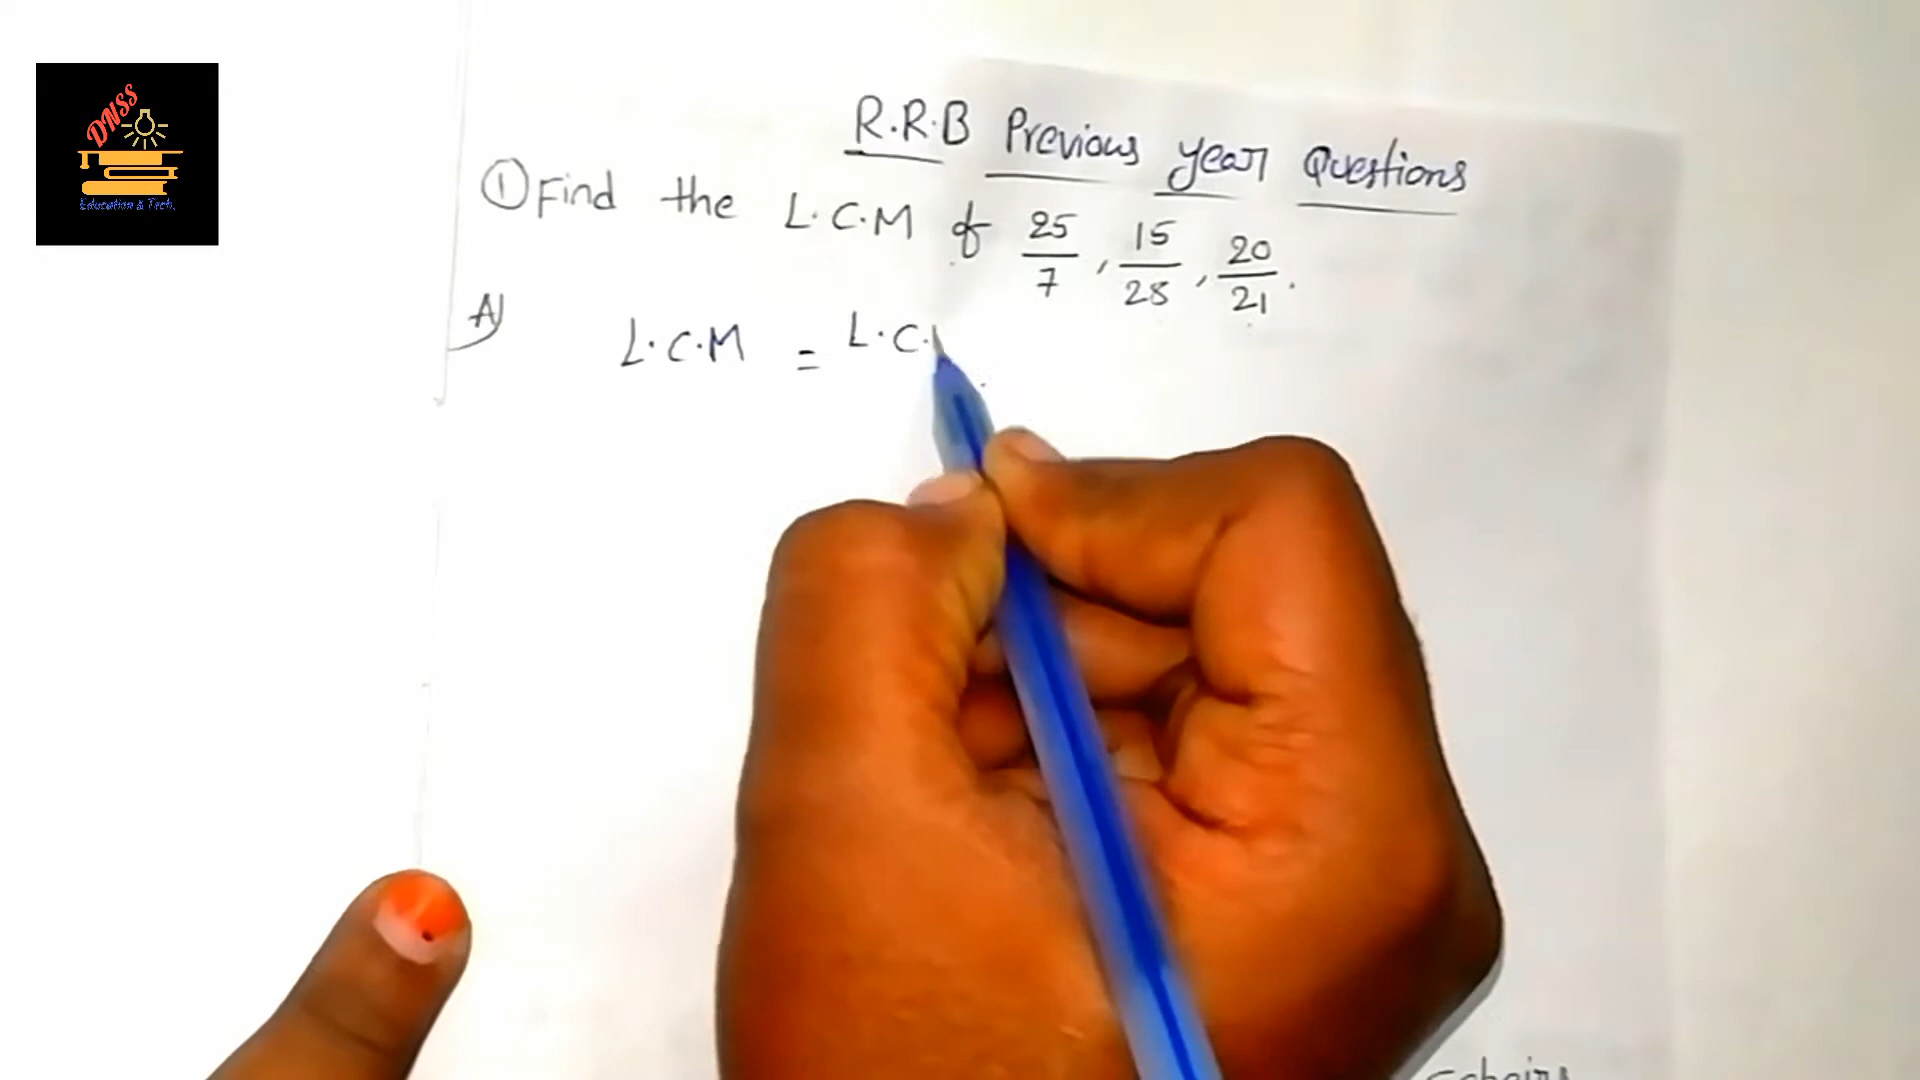 DNSS
Education & Tech.
R.R.B Previous year Questions
① Find the L.C.M of 25/7, 15/28, 20/21.
A) L.C.M = L.C.